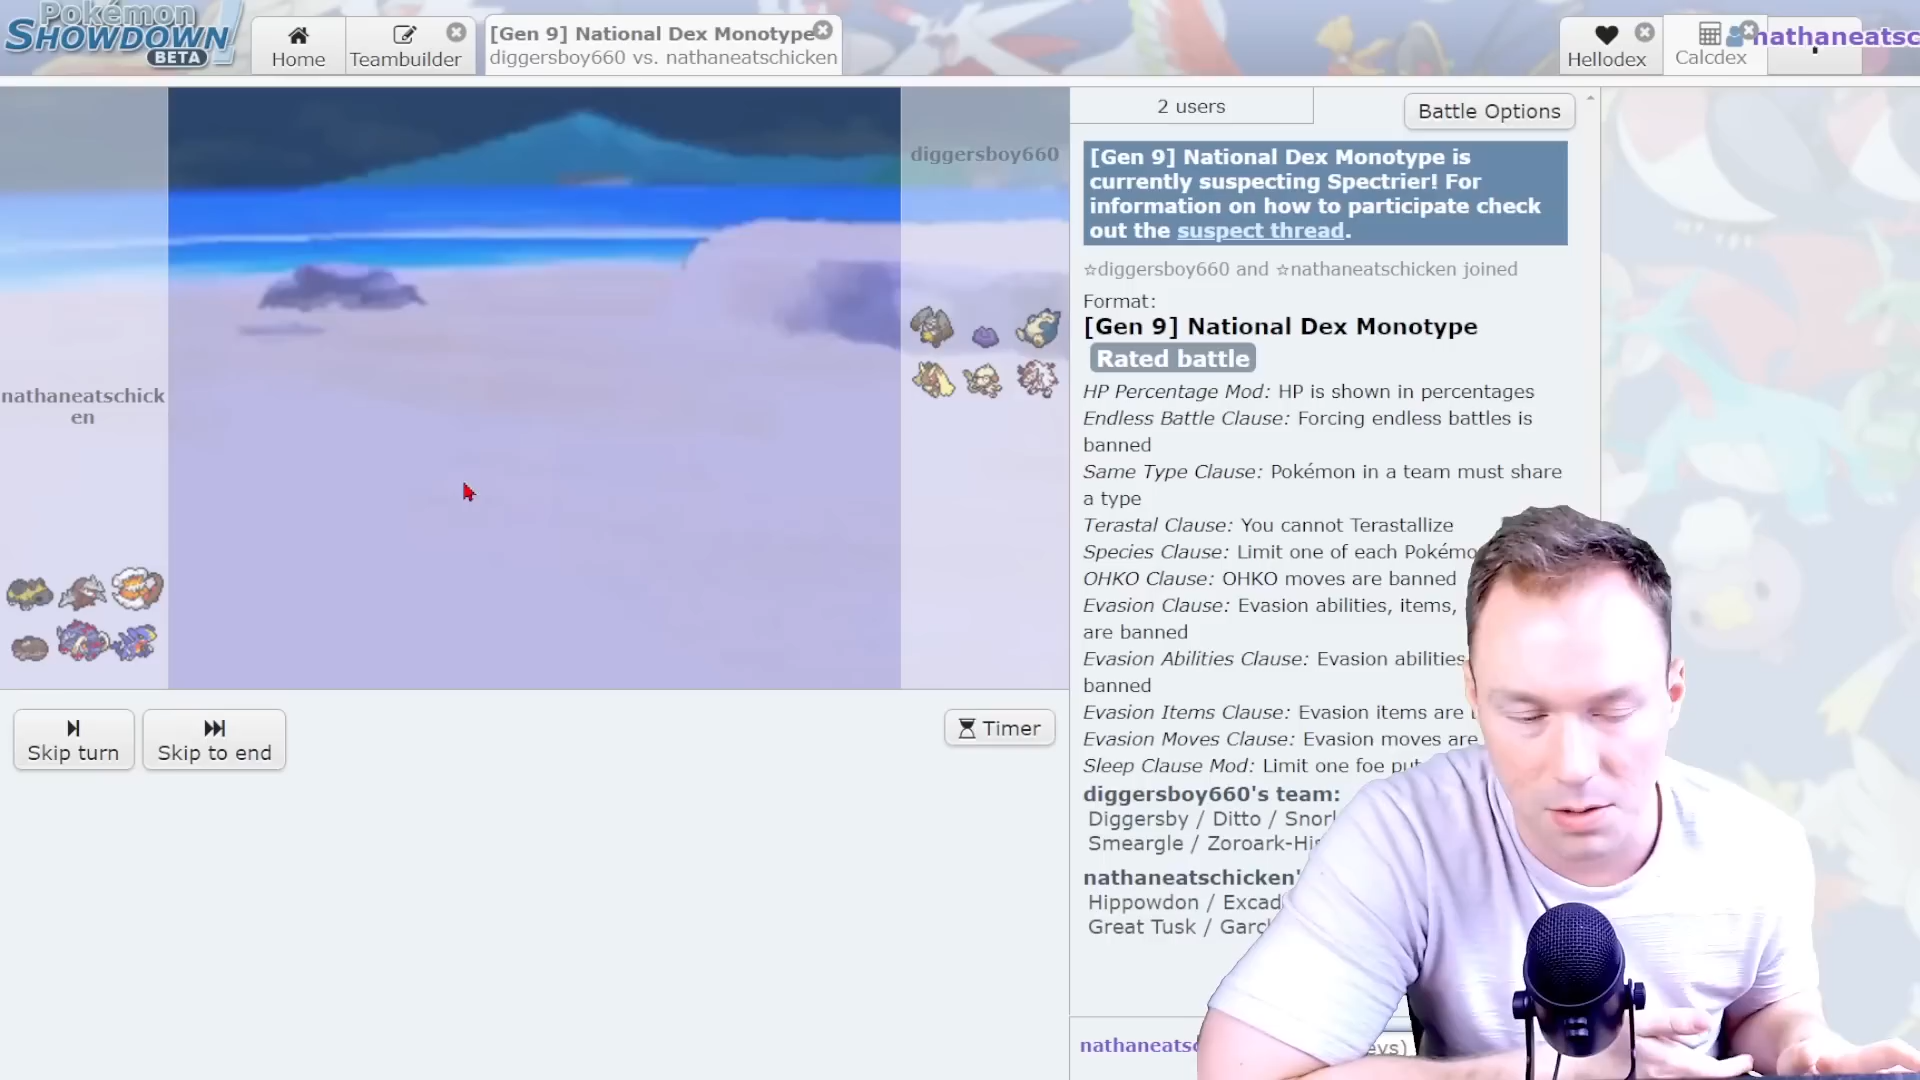 Pokémon
SHOWDOWN
BETA
Home
Teambuilder
[Gen 9] National Dex Monotype
diggersboy660 vs. nathaneatschicken
Hellodex
Calcdex
nathaneatsc
2 users
Battle Options
diggersboy660
nathaneatschick
en
[Gen 9] National Dex Monotype is
currently suspecting Spectrier! For
information on how to participate check
out the suspect thread.
☆diggersboy660 and ☆nathaneatschicken joined
Format:
[Gen 9] National Dex Monotype
Rated battle
HP Percentage Mod: HP is shown in percentages
Endless Battle Clause: Forcing endless battles is
banned
Same Type Clause: Pokémon in a team must share
a type
Terastal Clause: You cannot Terastallize
Species Clause: Limit one of each Pokémo
OHKO Clause: OHKO moves are banned
Evasion Clause: Evasion abilities, items,
are banned
Evasion Abilities Clause: Evasion abilities
banned
Evasion Items Clause: Evasion items are
Evasion Moves Clause: Evasion moves are
Sleep Clause Mod: Limit one foe put
diggersboy660's team:
Diggersby / Ditto / Snorl
Smeargle / Zoroark-His
nathaneatschicken'
Hippowdon / Excad
Great Tusk / Garc
Skip turn
Skip to end
Timer
nathaneats